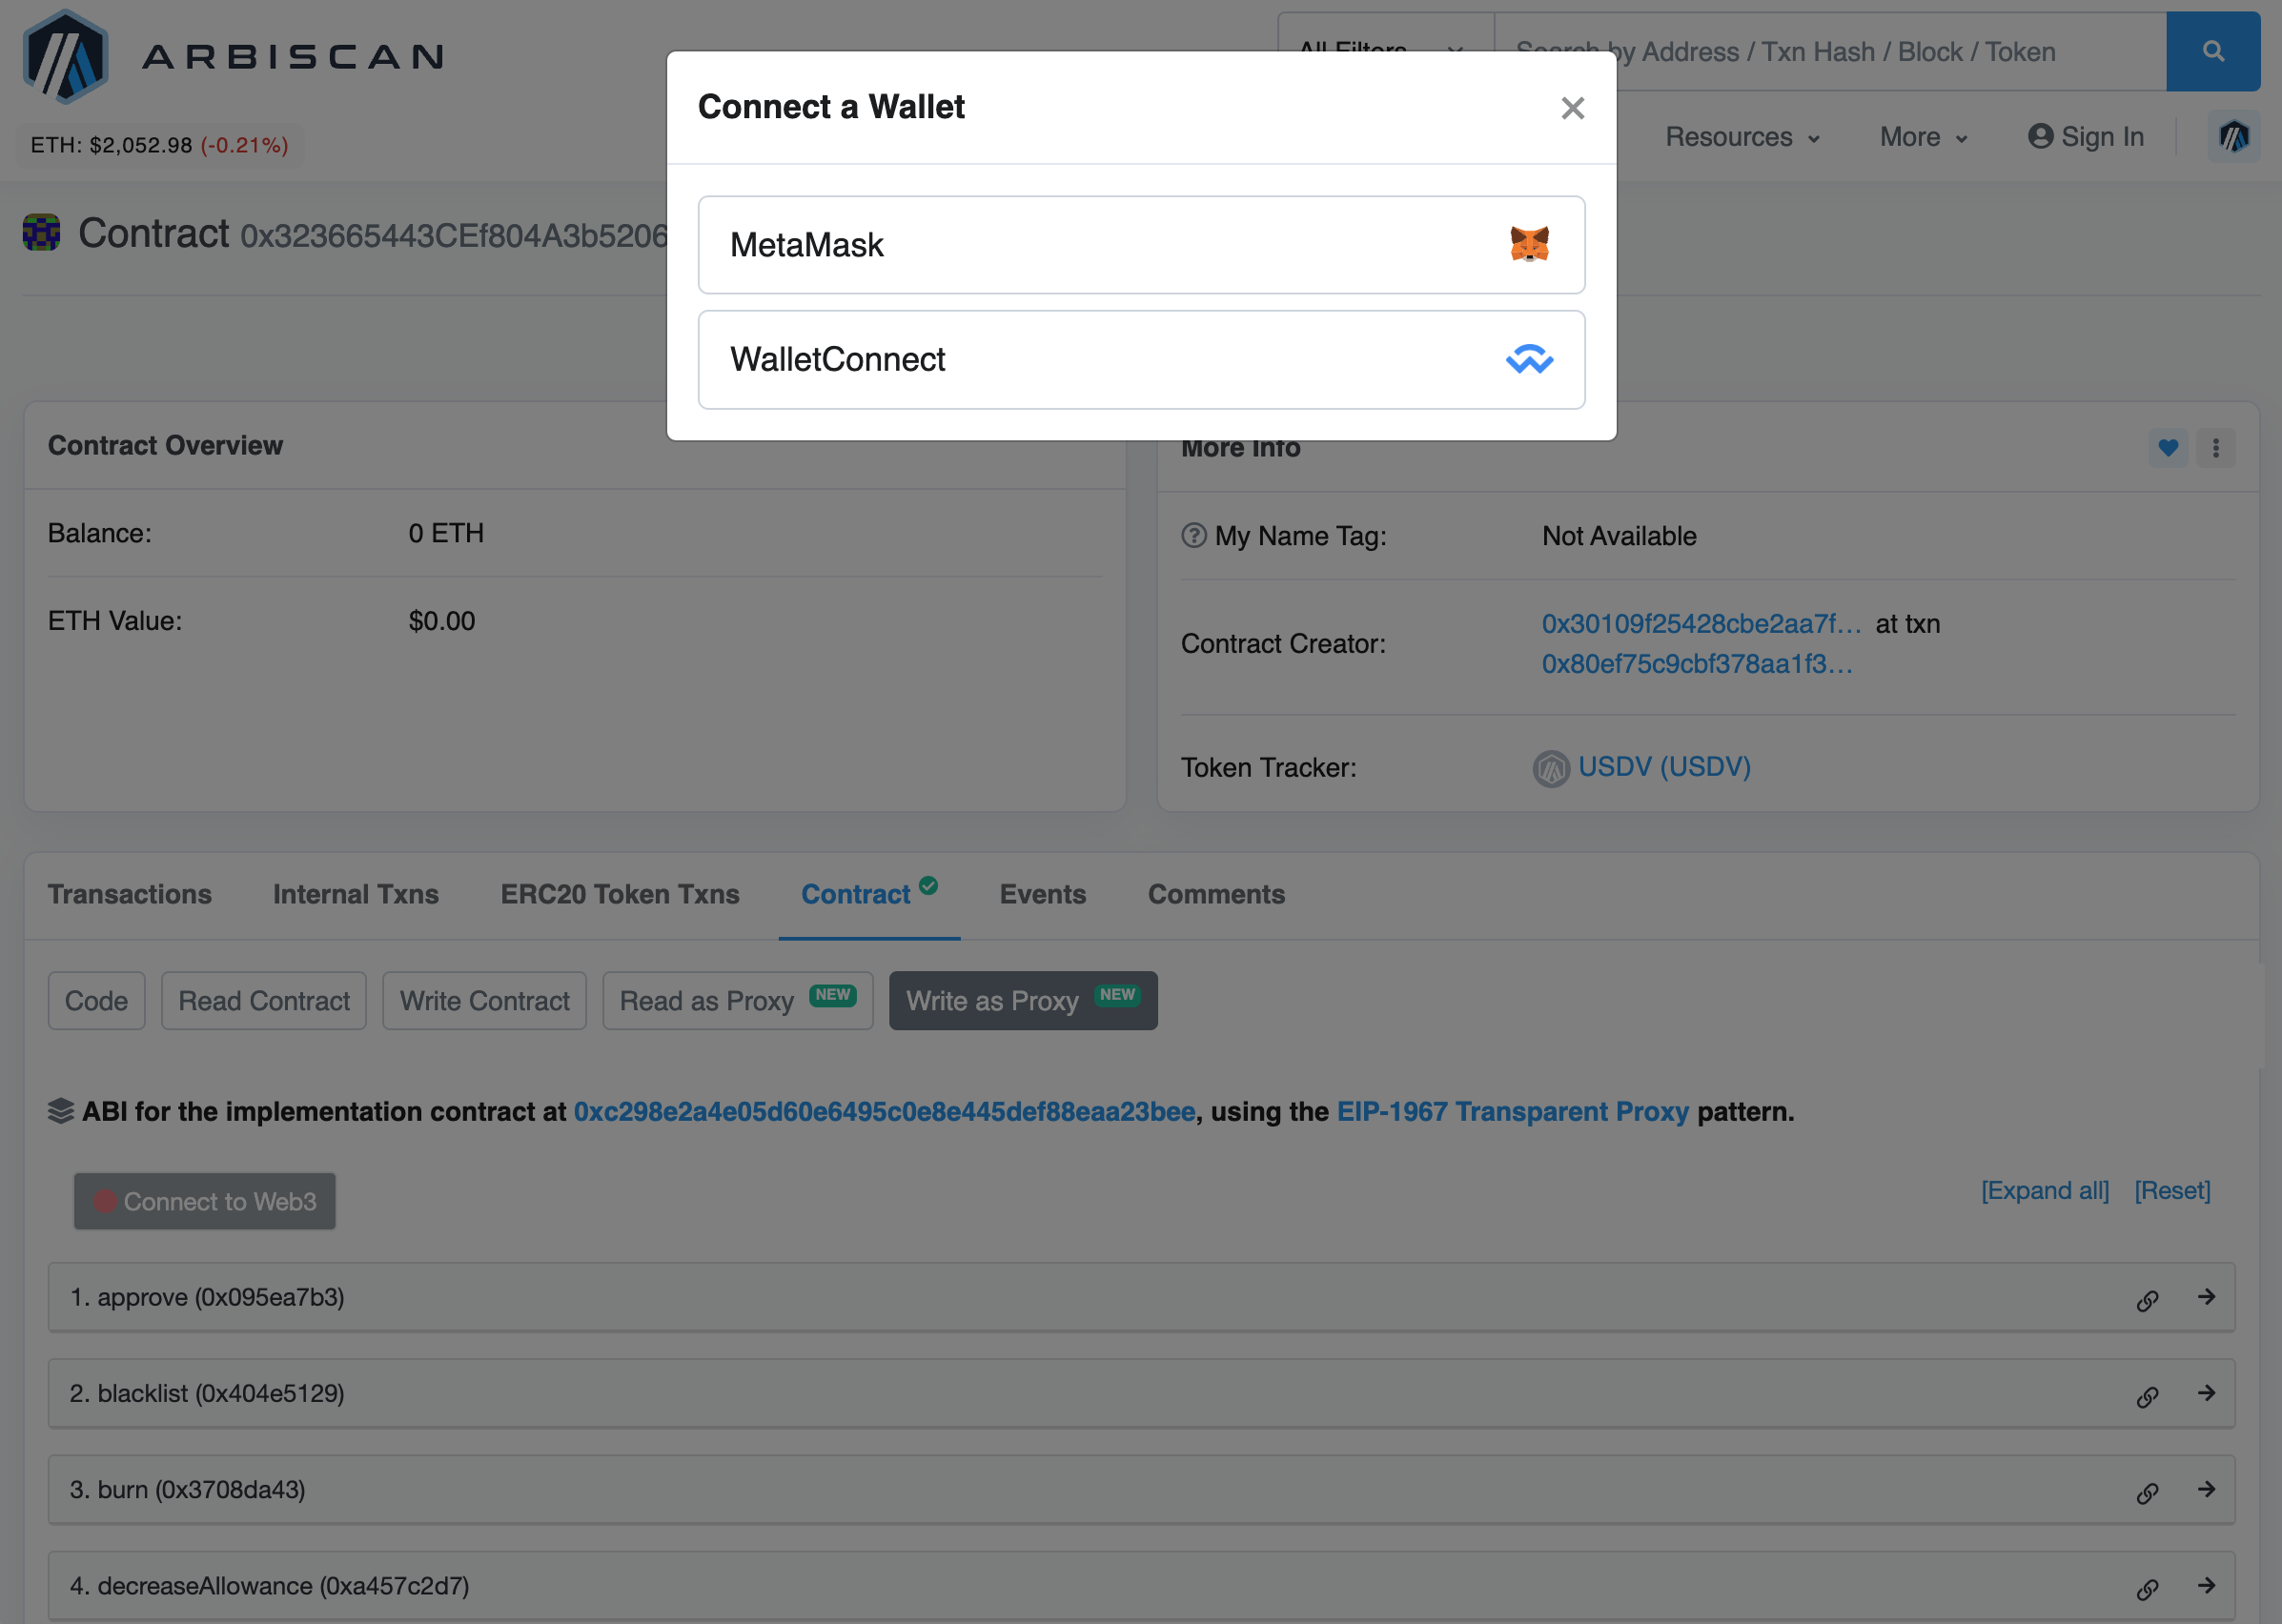 ARBISCAN
All Filters
Search by Address / Txn Hash / Block / Token
ETH: $2,052.98 (-0.21%)
Resources
More
Sign In
Connect a Wallet
MetaMask
WalletConnect
Contract 0x323665443CEf804A3b5206
Contract Overview
Balance: 0 ETH
ETH Value: $0.00
More Info
My Name Tag: Not Available
Contract Creator: 0x30109f25428cbe2aa7f... at txn
0x80ef75c9cbf378aa1f3...
Token Tracker: USDV (USDV)
Transactions
Internal Txns
ERC20 Token Txns
Contract
Events
Comments
Code
Read Contract
Write Contract
Read as Proxy NEW
Write as Proxy NEW
ABI for the implementation contract at 0xc298e2a4e05d60e6495c0e8e445def88eaa23bee, using the EIP-1967 Transparent Proxy pattern.
Connect to Web3
[Expand all]
[Reset]
1. approve (0x095ea7b3)
2. blacklist (0x404e5129)
3. burn (0x3708da43)
4. decreaseAllowance (0xa457c2d7)